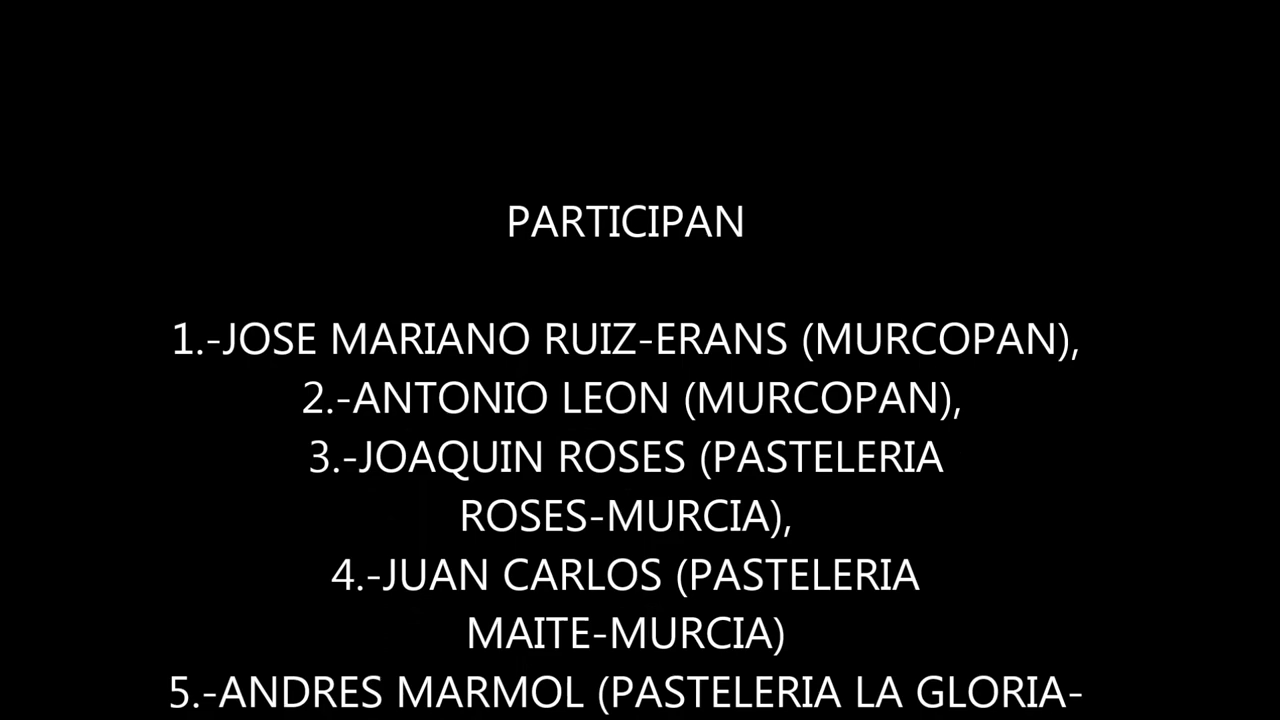 PARTICIPAN
1.-JOSE MARIANO RUIZ-ERANS (MURCOPAN),
2.-ANTONIO LEON (MURCOPAN),
3.-JOAQUIN ROSES (PASTELERIA
ROSES-MURCIA),
4.-JUAN CARLOS (PASTELERIA
MAITE-MURCIA)
5.-ANDRES MARMOL (PASTELERIA LA GLORIA-